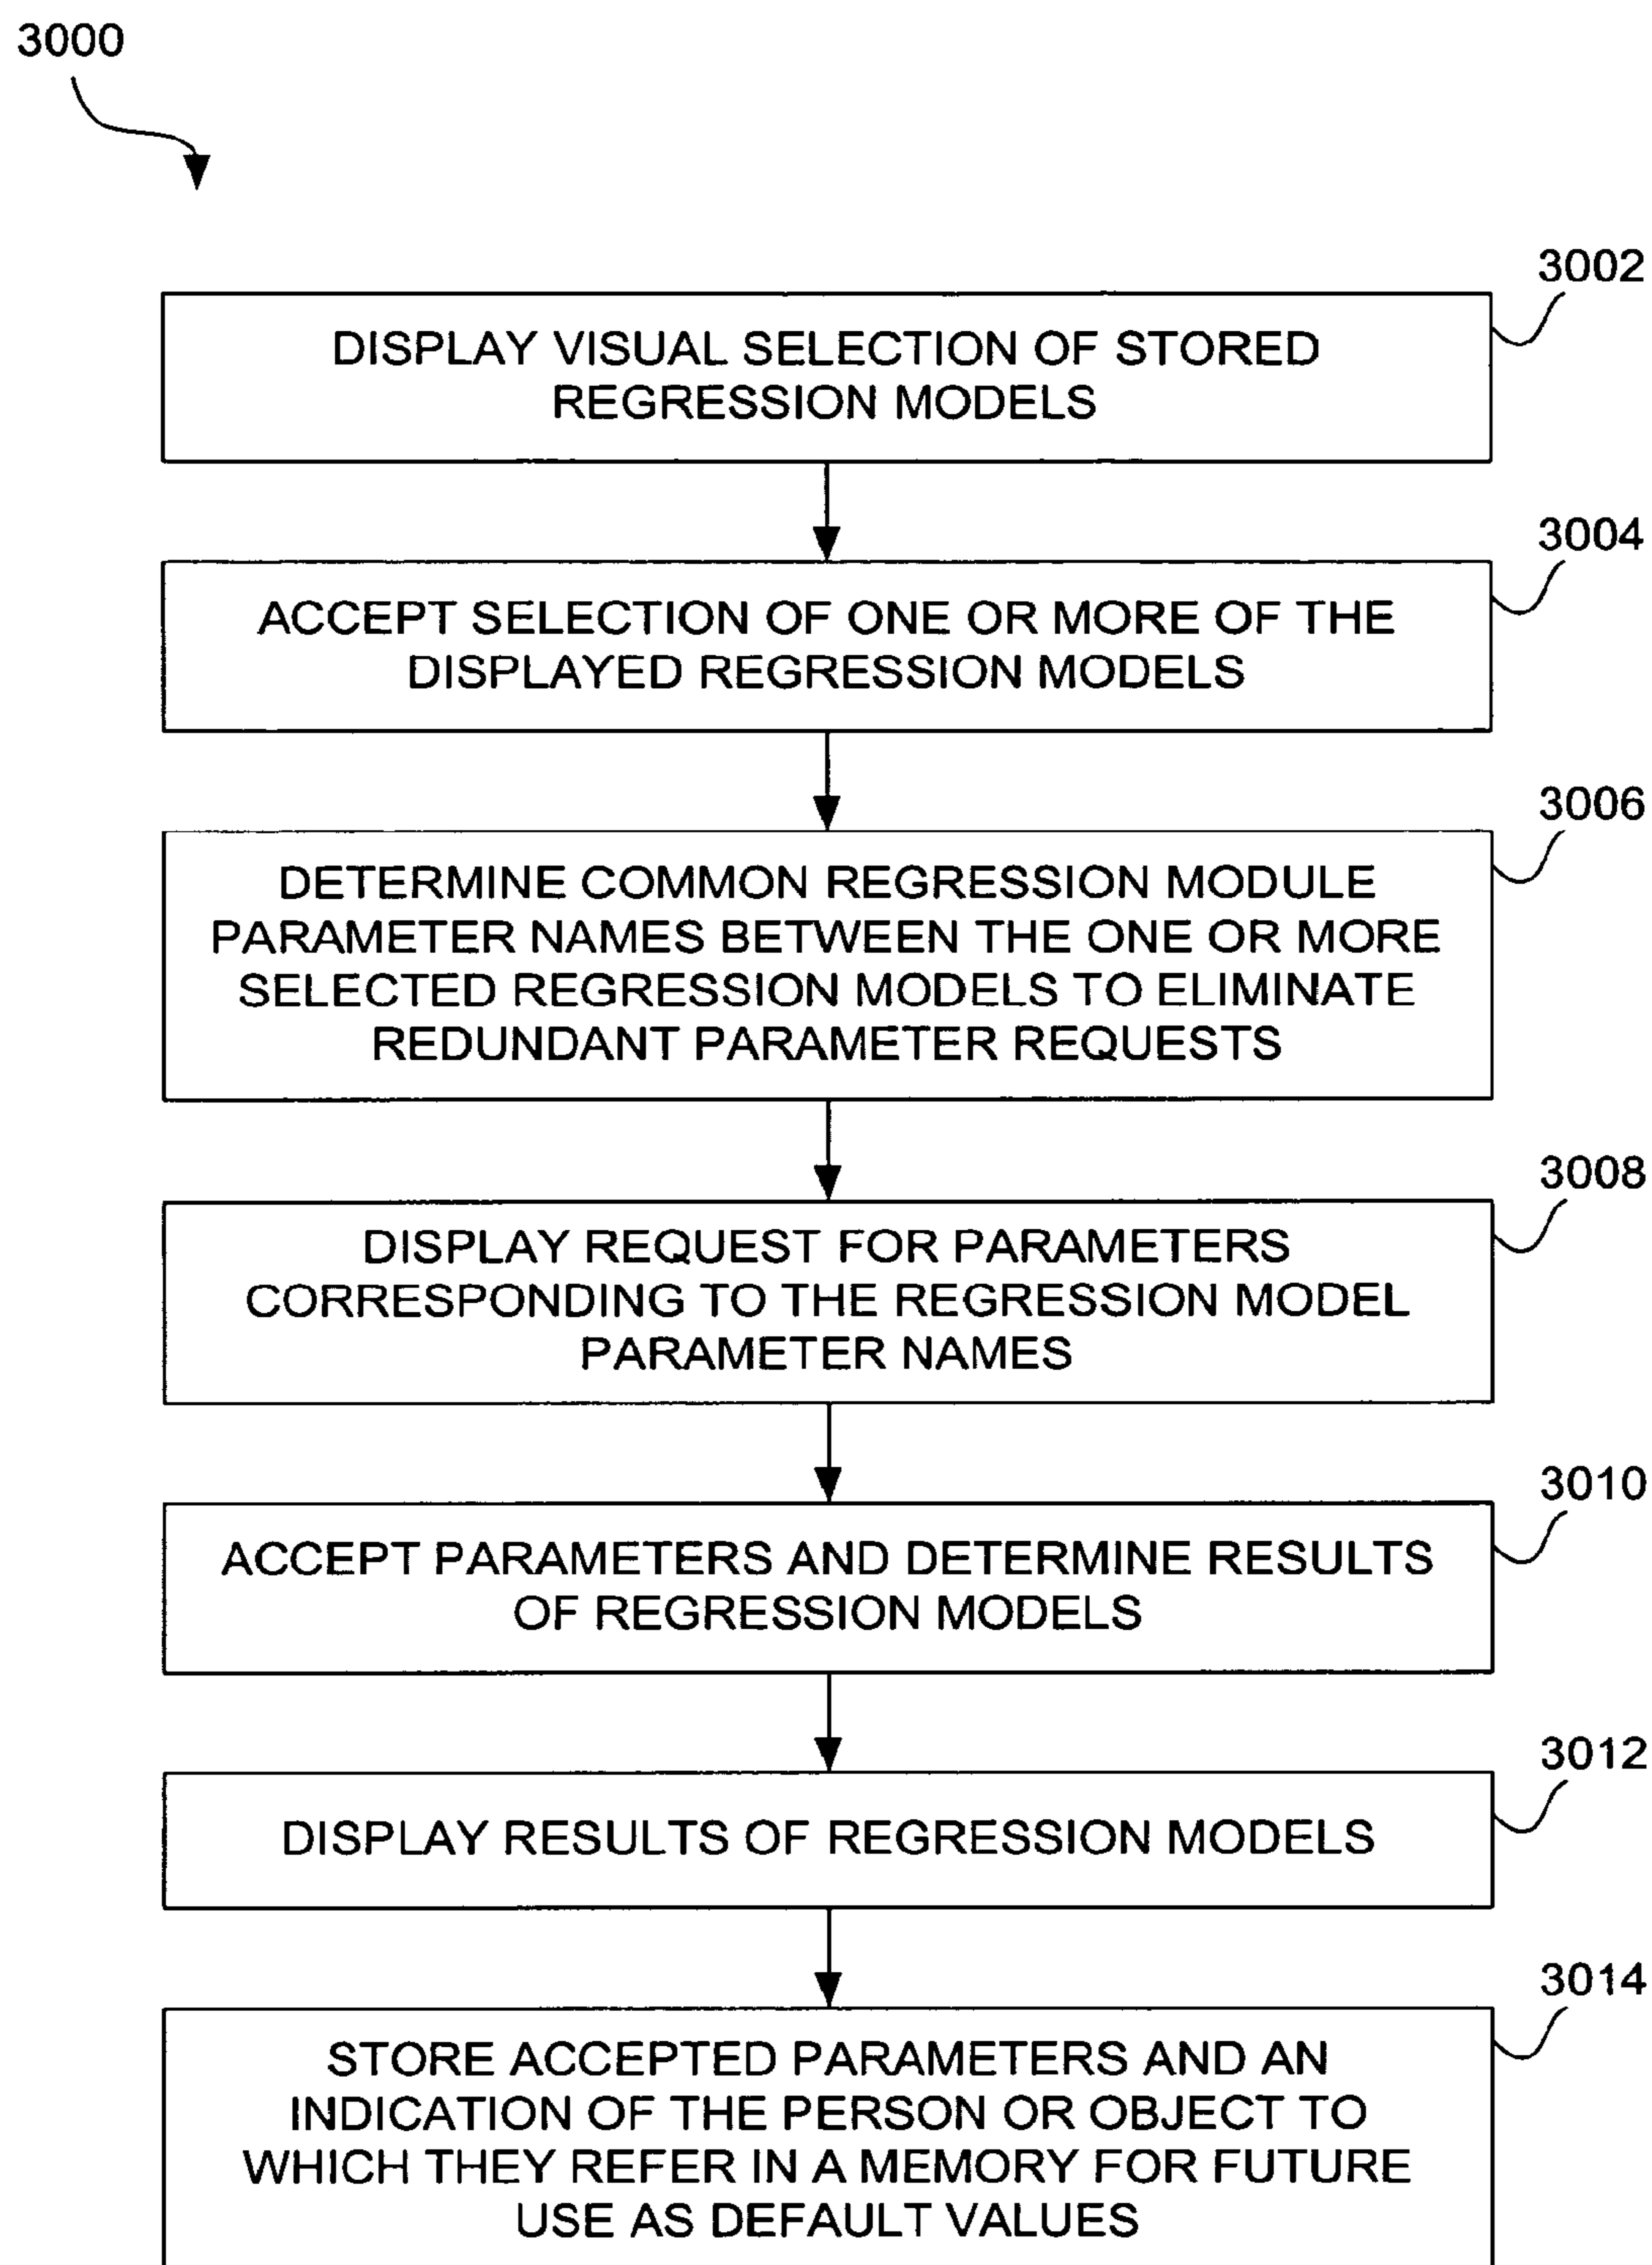 3000
3002
DISPLAY VISUAL SELECTION OF STORED
REGRESSION MODELS
3004
ACCEPT SELECTION OF ONE OR MORE OF THE
DISPLAYED REGRESSION MODELS
3006
DETERMINE COMMON REGRESSION MODULE
PARAMETER NAMES BETWEEN THE ONE OR MORE
SELECTED REGRESSION MODELS TO ELIMINATE
REDUNDANT PARAMETER REQUESTS
3008
DISPLAY REQUEST FOR PARAMETERS
CORRESPONDING TO THE REGRESSION MODEL
PARAMETER NAMES
3010
ACCEPT PARAMETERS AND DETERMINE RESULTS
OF REGRESSION MODELS
3012
DISPLAY RESULTS OF REGRESSION MODELS
3014
STORE ACCEPTED PARAMETERS AND AN
INDICATION OF THE PERSON OR OBJECT TO
WHICH THEY REFER IN A MEMORY FOR FUTURE
USE AS DEFAULT VALUES